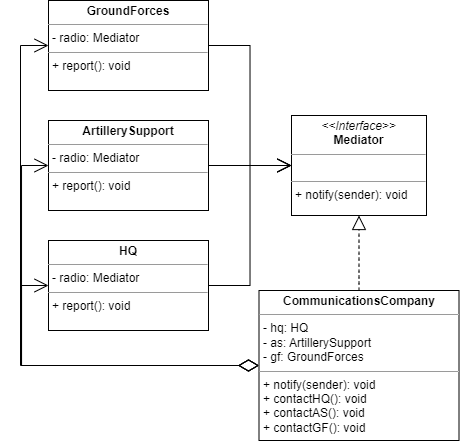 GroundForces
- radio: Mediator
+ report(): void
ArtillerySupport
- radio: Mediator
+ report(): void
<<Interface>>
Mediator
+ notify(sender): void
HQ
- radio: Mediator
+ report(): void
CommunicationsCompany
- hq: HQ
- as: ArtillerySupport
- gf: GroundForces
+ notify(sender): void
+ contactHQ(): void
+ contactAS(): void
+ contactGF(): void